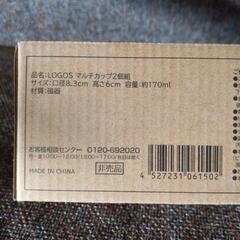 品名:LOGOS マルチカップ2個組
サイズ:口径8.3cm 高さ6cm 容量:約170ml
材質:磁器
お客様相談センター 0120-692020
MADE IN CHINA
非売品
4 527231 061502